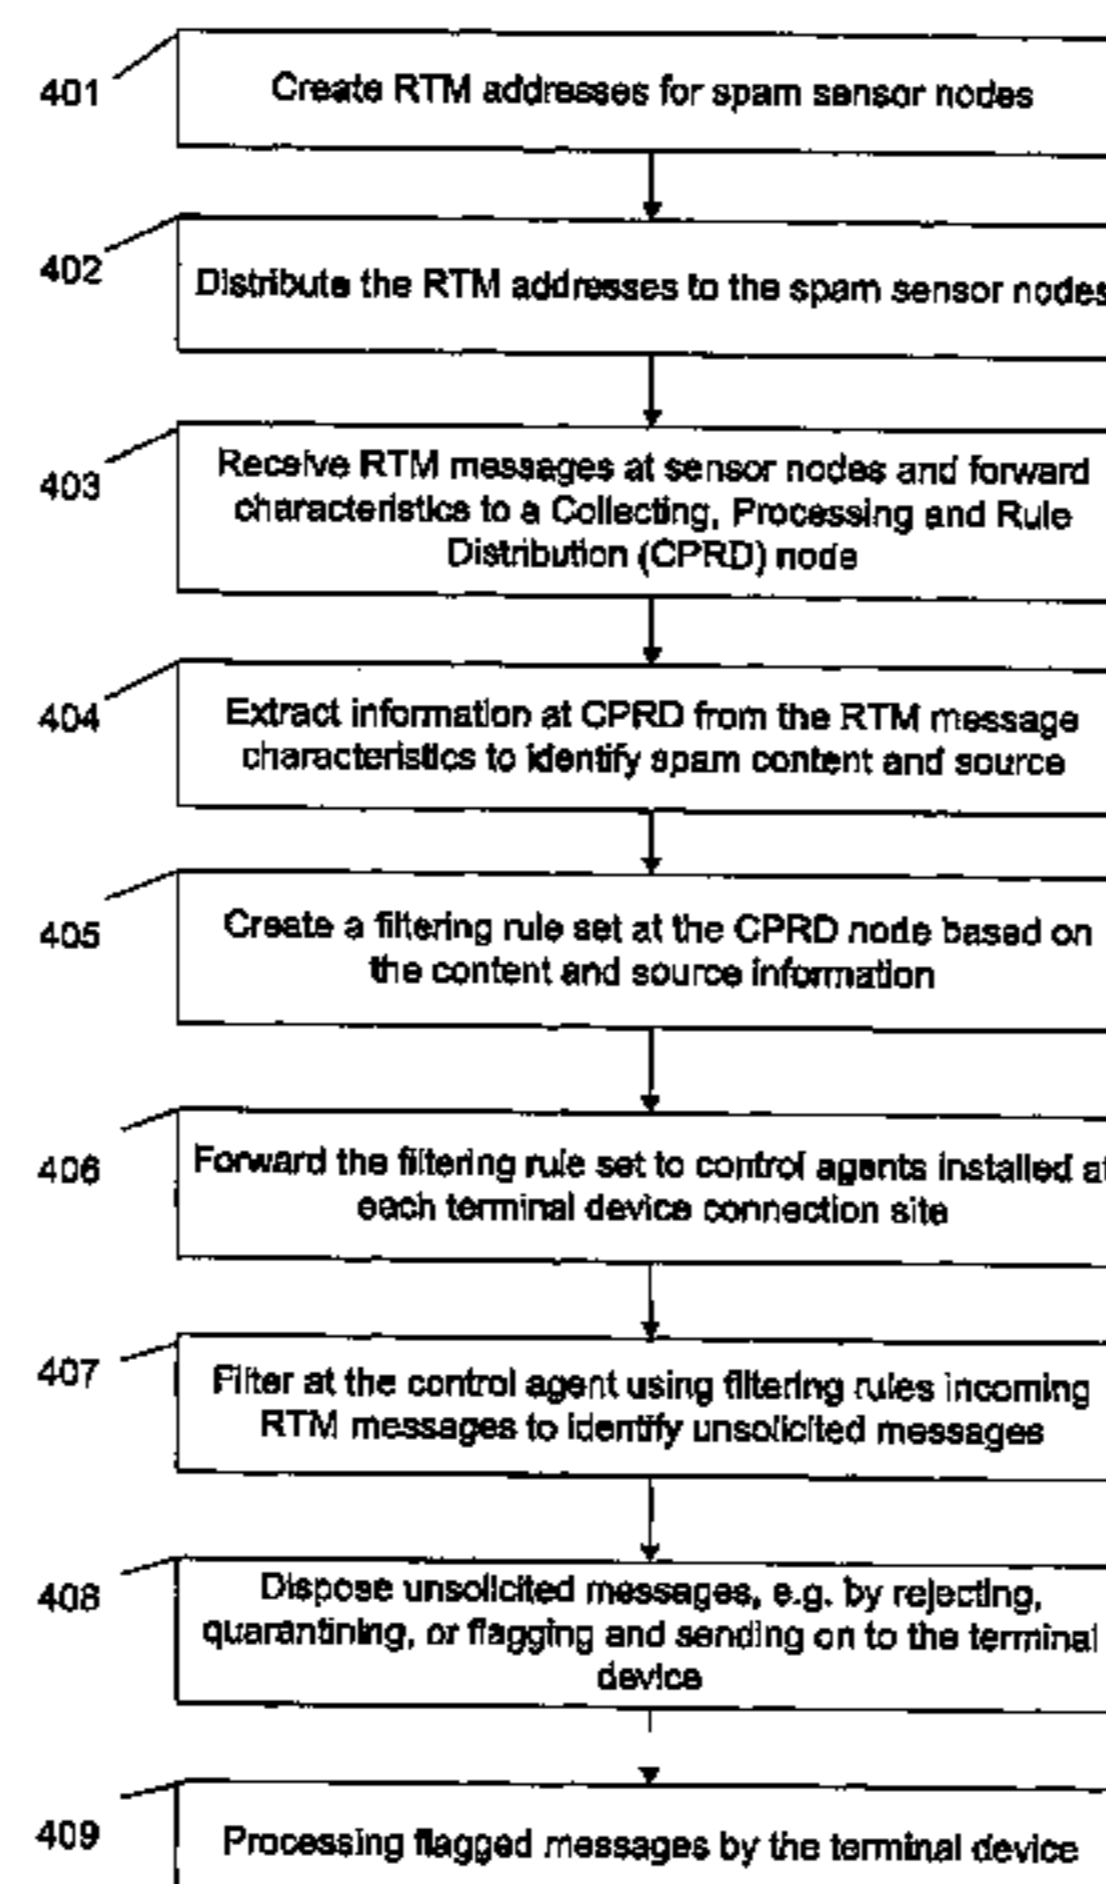 401
Create RTM addresses for spam sensor nodes
402
Distribute the RTM addresses to the spam sensor nodes
403
Receive RTM messages at sensor nodes and forward
characteristics to a Collecting, Processing and Rule
Distribution (CPRD) node
404
Extract information at CPRD from the RTM message
characteristics to identify spam content and source
405
Create a filtering rule set at the CPRD node based on
the content and source information
406
Forward the filtering rule set to control agents installed at
each terminal device connection site
407
Filter at the control agent using filtering rules incoming
RTM messages to identify unsolicited messages
408
Dispose unsolicited messages, e.g. by rejecting,
quarantining, or flagging and sending on to the terminal
device
409
Processing flagged messages by the terminal device